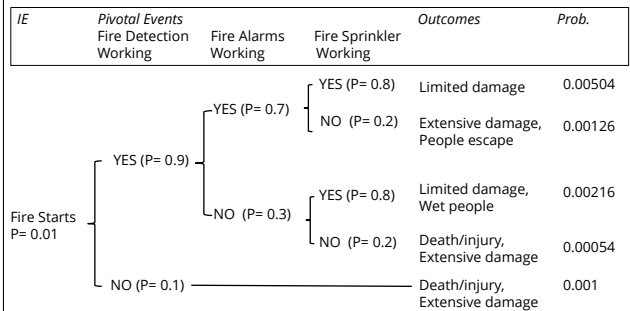 IE Pivotal Events Outcomes Prob.
Fire Detection Fire Alarms Fire Sprinkler
Working Working Working
YES (P= 0.8) Limited damage 0.00504
YES (P= 0.7)
NO (P= 0.2) Extensive damage, 0.00126
People escape
YES (P= 0.9)
YES (P= 0.8) Limited damage, 0.00216
Wet people
NO (P= 0.3)
Fire Starts
P= 0.01
NO (P= 0.2) Death/injury, 0.00054
Extensive damage
NO (P= 0.1) Death/injury, 0.001
Extensive damage